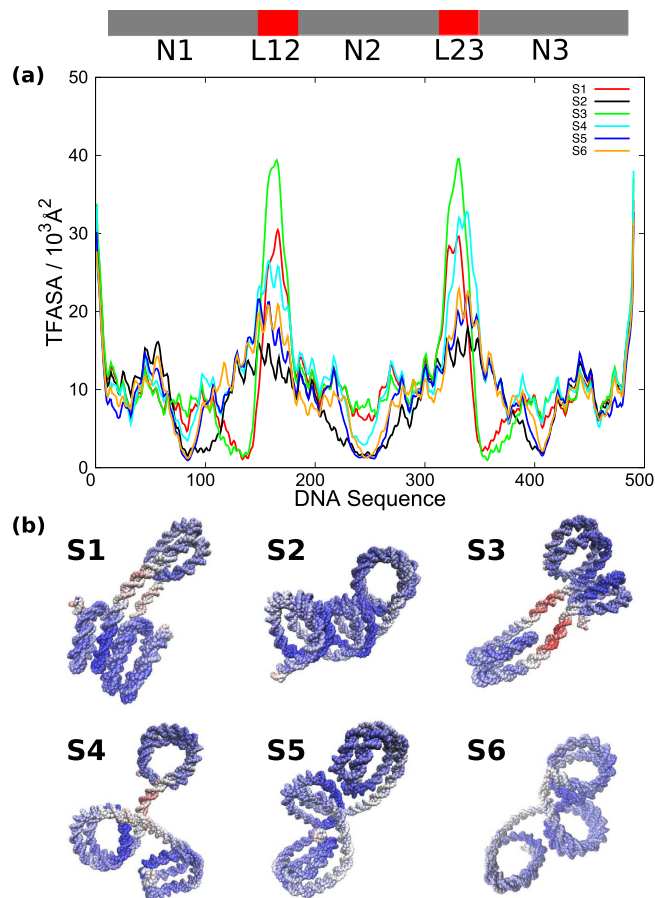 N1 L12 N2 L23 N3
(a)
50
40
30
20
10
0
TFASA / 10³Å²
S1
S2
S3
S4
S5
S6
0 100 200 300 400 500
DNA Sequence
(b)
S1 S2 S3
S4 S5 S6